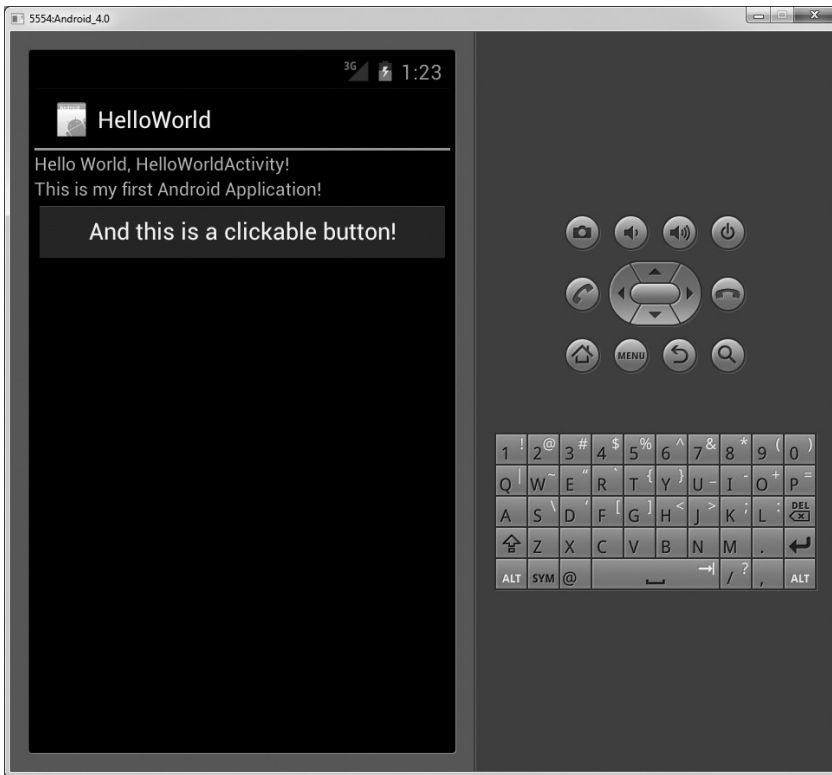 5554:Android_4.0
3G 1:23
HelloWorld
Hello World, HelloWorldActivity!
This is my first Android Application!
And this is a clickable button!
MENU
1 ! 2 @ 3 # 4 $ 5 % 6 ^ 7 & 8 * 9 ( 0 )
Q | W ~ E " R ` T { Y } U _ I - O + P =
A S \ D ' F [ G ] H < J > K ; L : DEL
Z X C V B N M .
ALT SYM @ / ? , ALT